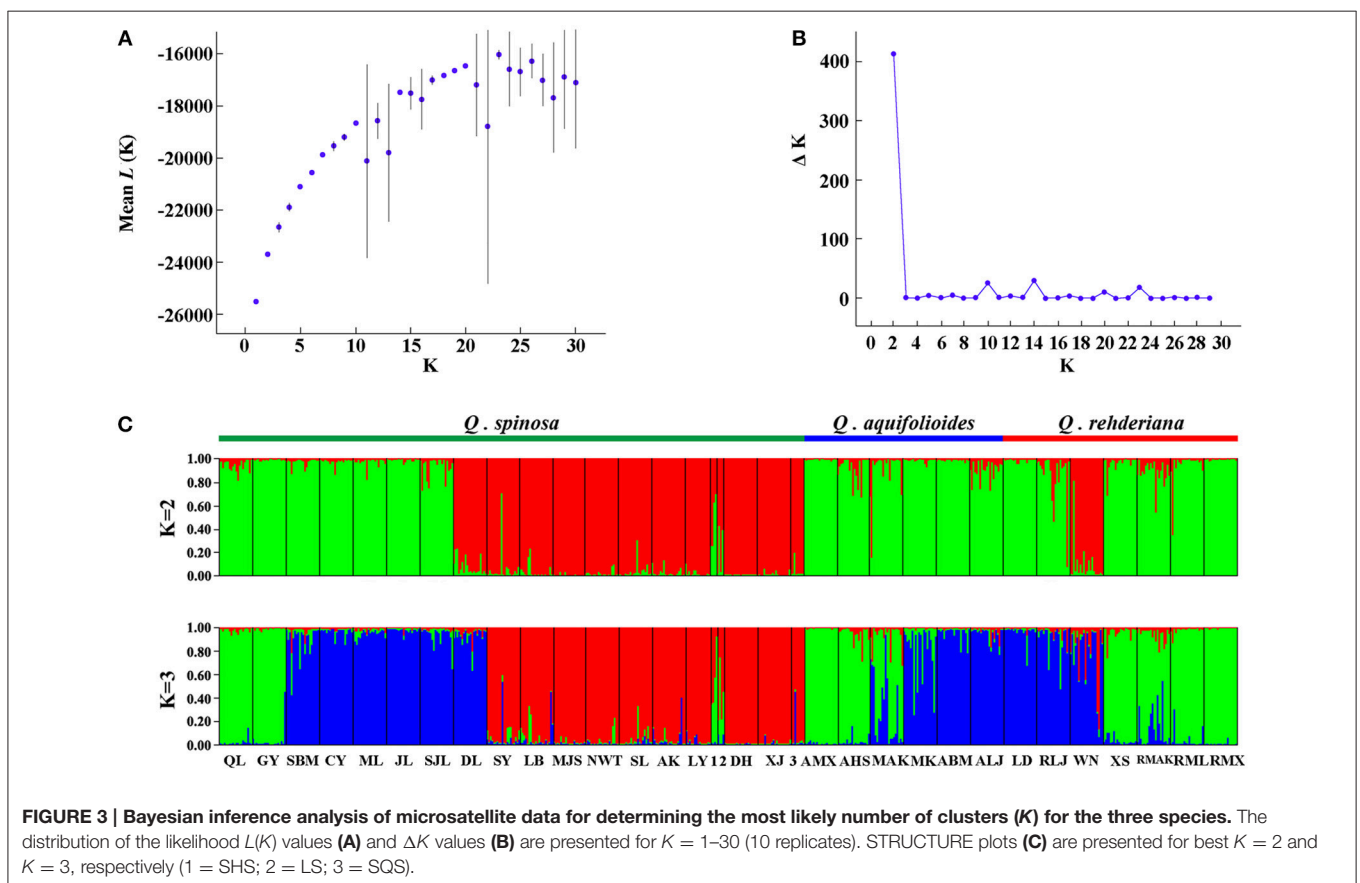 A
Mean L (K)
-16000
-18000
-20000
-22000
-24000
-26000
0 5 10 15 20 25 30
K
B
Δ K
400
300
200
100
0
0 2 4 6 8 10 12 14 16 18 20 22 24 26 28 30
K
C
Q. spinosa Q. aquifolioides Q. rehderiana
K=2
1.00
0.80
0.60
0.40
0.20
0.00
K=3
1.00
0.80
0.60
0.40
0.20
0.00
QL GY SBM CY ML JL SJL DL SY LB MJS NWT SL AK LY 1 2 DH XJ 3 AMX AHS MAK MK ABM ALJ LD RLJ WN XS RMAK RML RMX
FIGURE 3 | Bayesian inference analysis of microsatellite data for determining the most likely number of clusters (K) for the three species. The
distribution of the likelihood L(K) values (A) and ΔK values (B) are presented for K = 1–30 (10 replicates). STRUCTURE plots (C) are presented for best K = 2 and
K = 3, respectively (1 = SHS; 2 = LS; 3 = SQS).